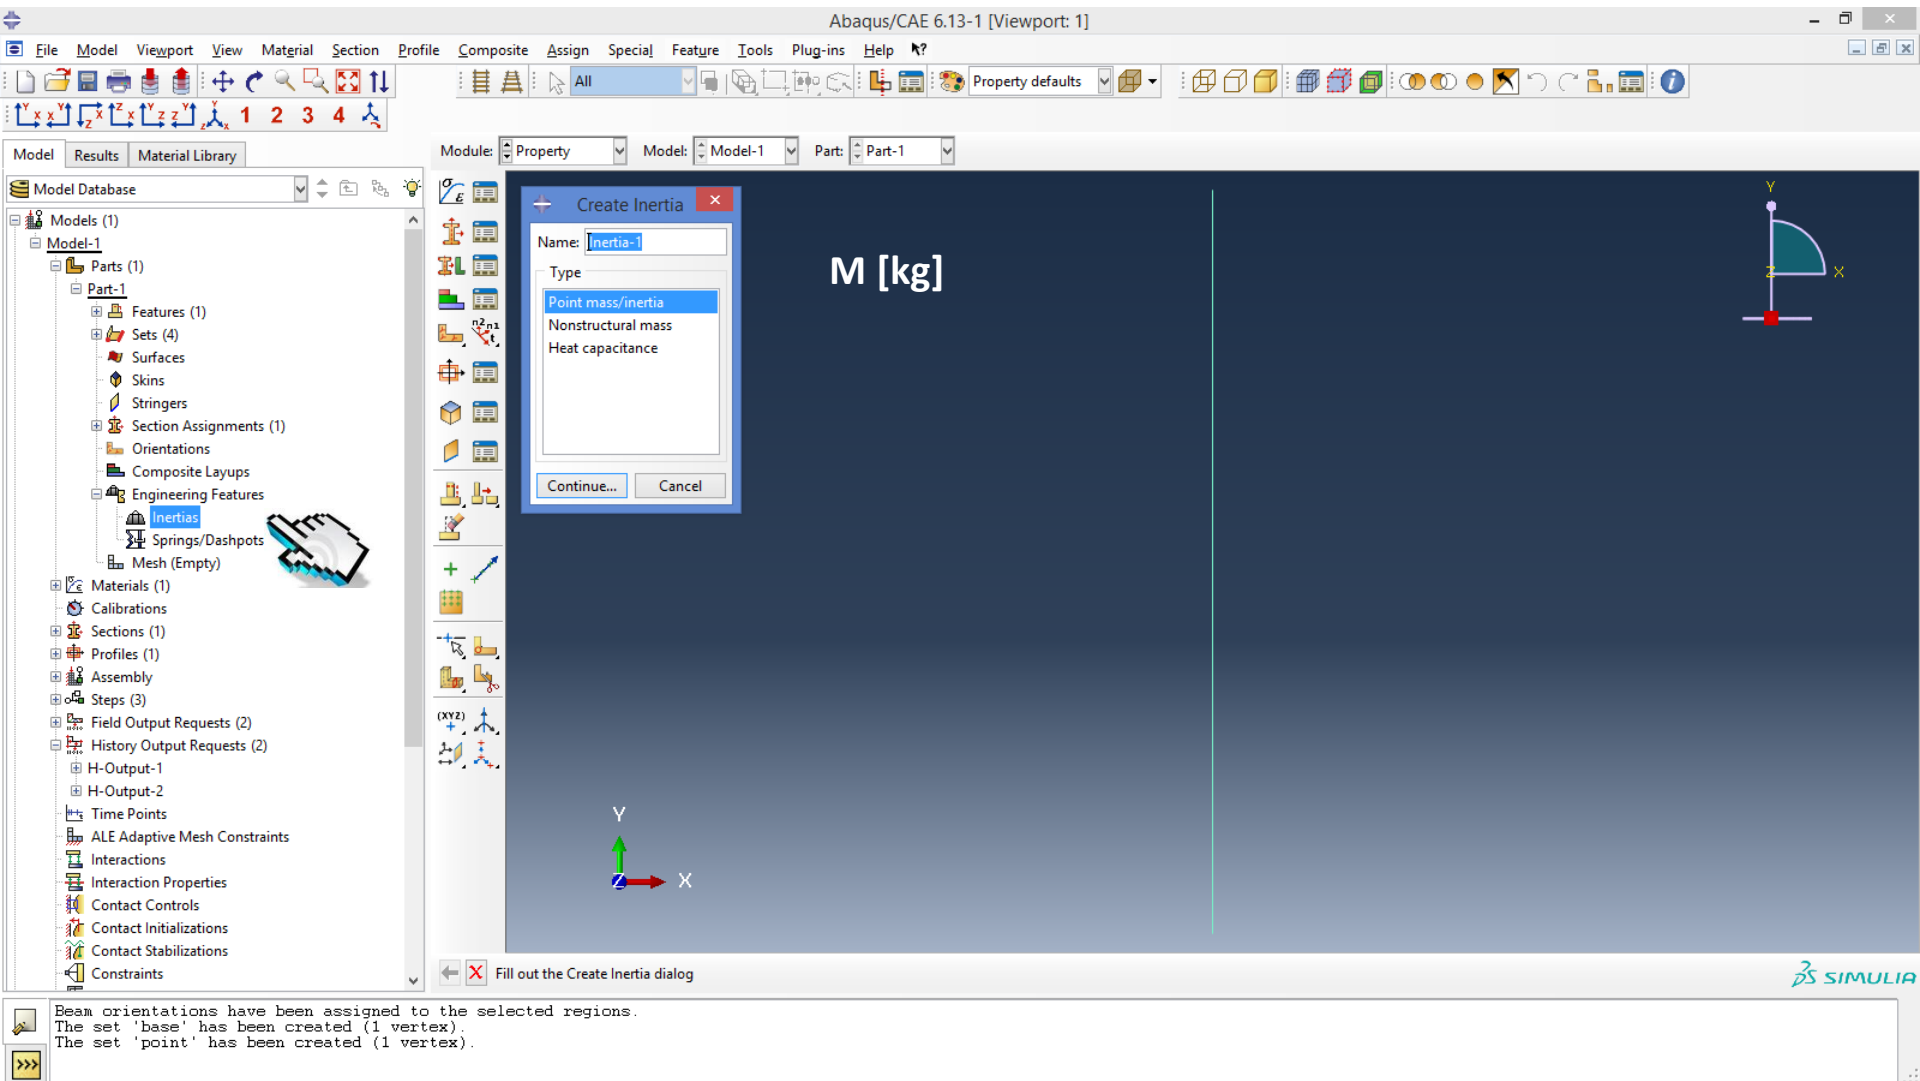 Abaqus/CAE 6.13-1 [Viewport: 1]
File Model Viewport View Material Section Profile Composite Assign Special Feature Tools Plug-ins Help
All
Property defaults
1 2 3 4
Model Results Material Library
Module: Property Model: Model-1 Part: Part-1
Model Database
Models (1)
Model-1
Parts (1)
Part-1
Features (1)
Sets (4)
Surfaces
Skins
Stringers
Section Assignments (1)
Orientations
Composite Layups
Engineering Features
Inertias
Springs/Dashpots
Mesh (Empty)
Materials (1)
Calibrations
Sections (1)
Profiles (1)
Assembly
Steps (3)
Field Output Requests (2)
History Output Requests (2)
H-Output-1
H-Output-2
Time Points
ALE Adaptive Mesh Constraints
Interactions
Interaction Properties
Contact Controls
Contact Initializations
Contact Stabilizations
Constraints
Create Inertia
Name: Inertia-1
Type
Point mass/inertia
Nonstructural mass
Heat capacitance
Continue... Cancel
M [kg]
Y
Z X
Y
Z X
(XYZ)
Fill out the Create Inertia dialog
SIMULIA
Beam orientations have been assigned to the selected regions.
The set 'base' has been created (1 vertex).
The set 'point' has been created (1 vertex).
>>>